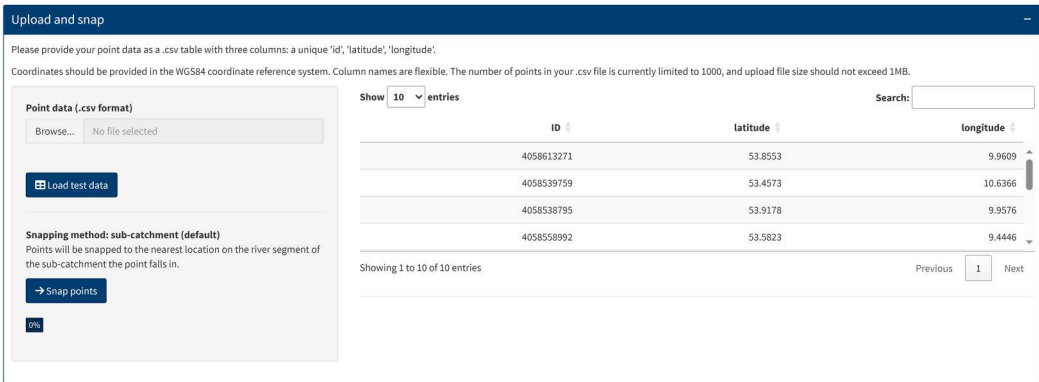 Upload and snap
Please provide your point data as a .csv table with three columns: a unique 'id', 'latitude', 'longitude'.
Coordinates should be provided in the WGS84 coordinate reference system. Column names are flexible. The number of points in your .csv file is currently limited to 1000, and upload file size should not exceed 1MB.
Point data (.csv format)
Browse... No file selected
Load test data
Snapping method: sub-catchment (default)
Points will be snapped to the nearest location on the river segment of
the sub-catchment the point falls in.
→ Snap points
0%
Show 10 entries Search:
ID latitude longitude
4058613271 53.8553 9.9609
4058539759 53.4573 10.6366
4058538795 53.9178 9.9576
4058558992 53.5823 9.4446
Showing 1 to 10 of 10 entries Previous 1 Next